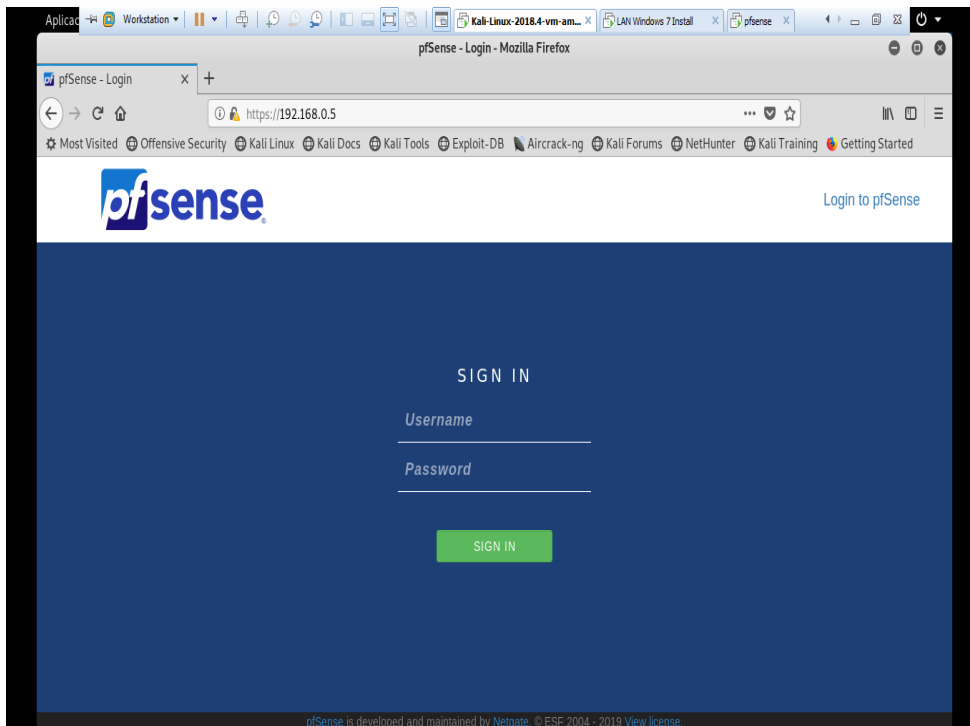 Aplicac Workstation Kali-Linux-2018.4-vm-am... LAN Windows 7 Install pfsense
pfSense - Login - Mozilla Firefox
pfSense - Login
https://192.168.0.5
Most Visited Offensive Security Kali Linux Kali Docs Kali Tools Exploit-DB Aircrack-ng Kali Forums NetHunter Kali Training Getting Started
pfsense® Login to pfSense
SIGN IN
Username
Password
SIGN IN
pfSense is developed and maintained by Netgate. © ESF 2004 - 2019 View license.